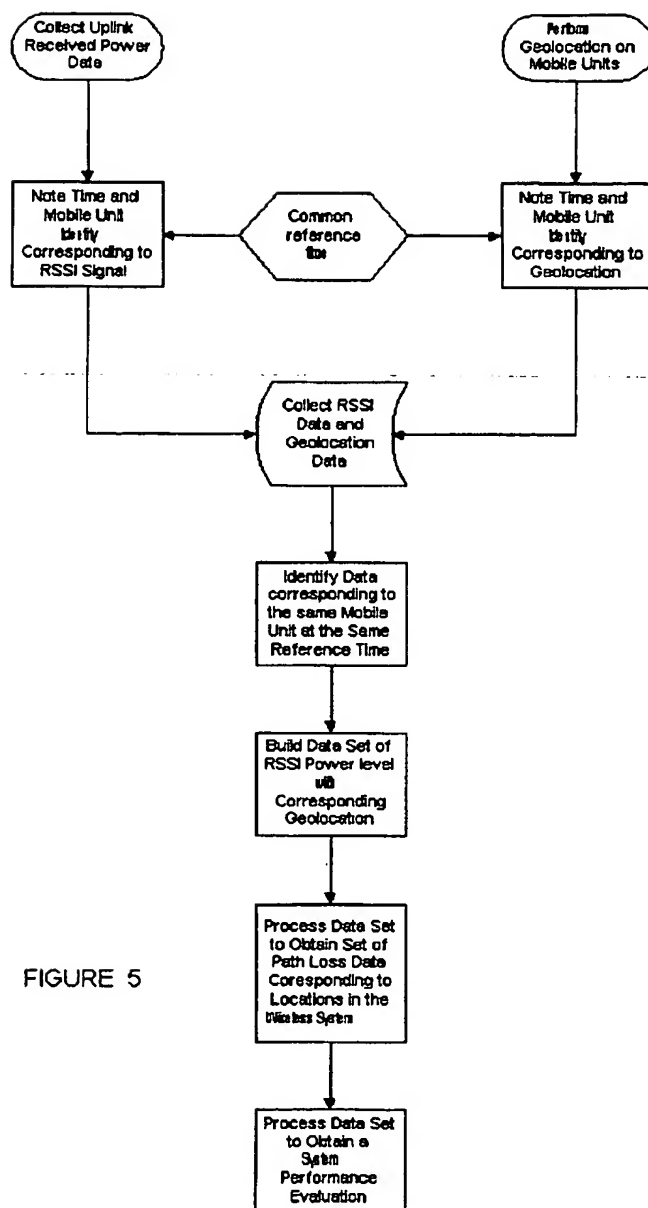 Collect Uplink
Received Power
Data
Perform
Geolocation on
Mobile Units
Note Time and
Mobile Unit
Identify
Corresponding to
RSSI Signal
Common
reference
time
Note Time and
Mobile Unit
Identify
Corresponding to
Geolocation
Collect RSSI
Data and
Geolocation
Data
Identify Data
corresponding to
the same Mobile
Unit at the Same
Reference Time
Build Data Set of
RSSI Power level
with
Corresponding
Geolocation
Process Data Set
to Obtain Set of
Path Loss Data
Coresponding to
Locations in the
Wireless System
FIGURE 5
Process Data Set
to Obtain a
System
Performance
Evaluation